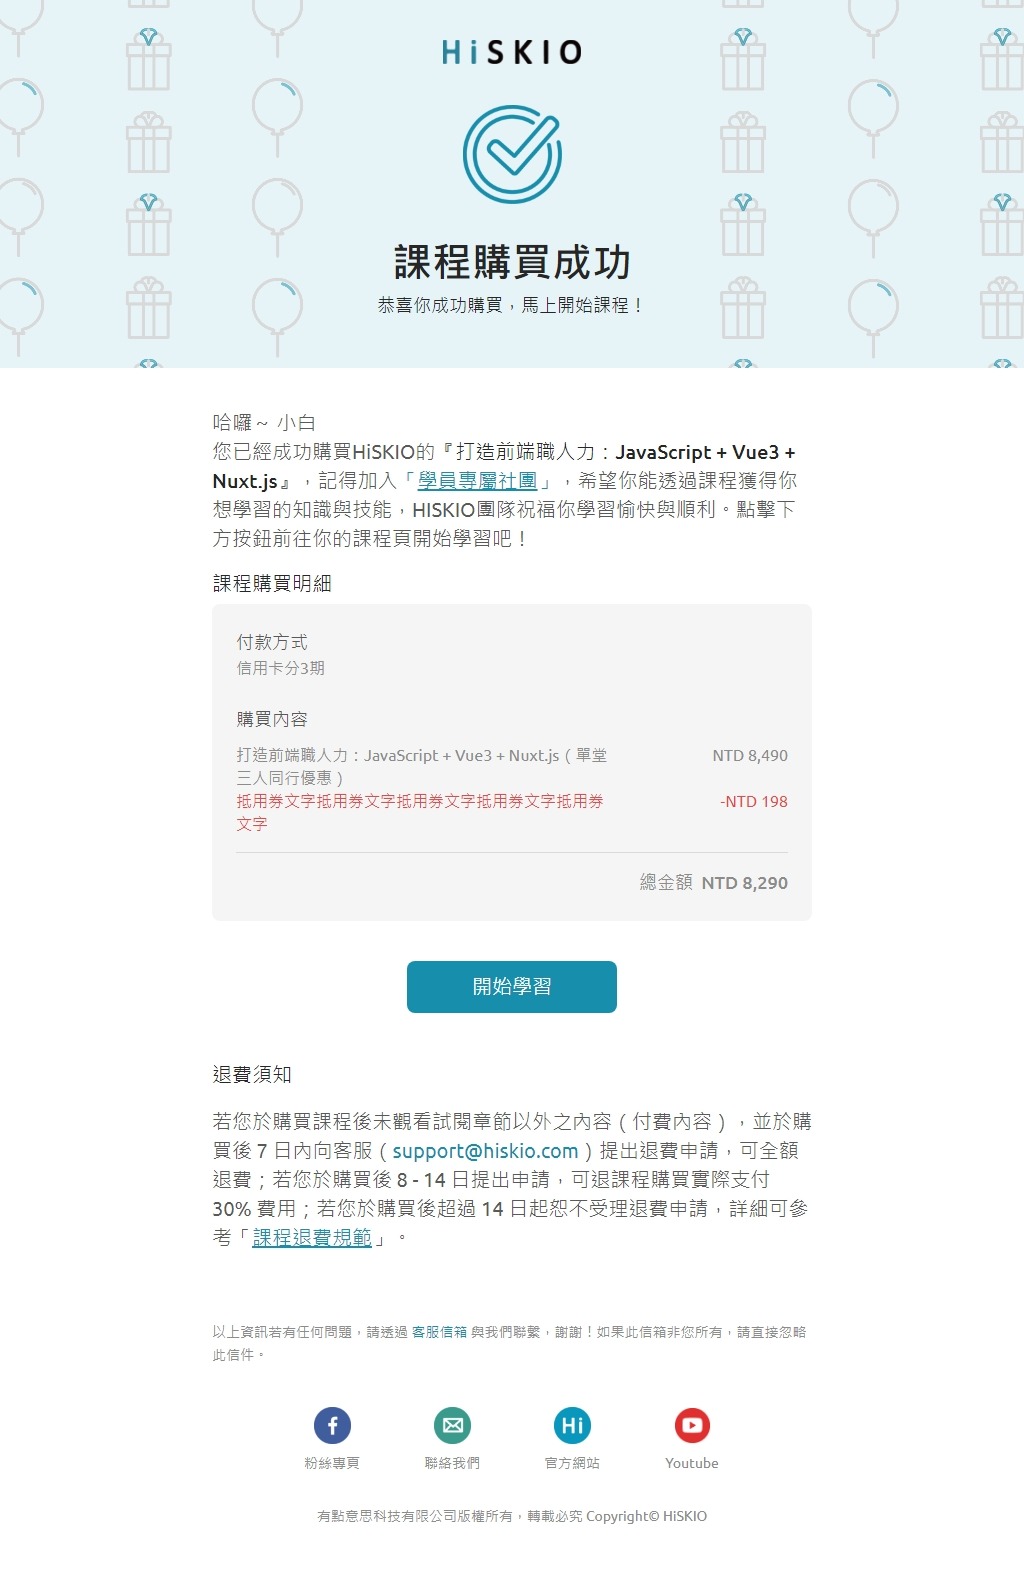 HiSKIO
課程購買成功
恭喜你成功購買，馬上開始課程！
哈囉～ 小白
您已經成功購買HiSKIO的『打造前端職人力：JavaScript + Vue3 +
Nuxt.js』，記得加入「學員專屬社團」，希望你能透過課程獲得你
想學習的知識與技能，HISKIO團隊祝福你學習愉快與順利。點擊下
方按鈕前往你的課程頁開始學習吧！
課程購買明細
付款方式
信用卡分3期
購買內容
打造前端職人力：JavaScript + Vue3 + Nuxt.js（單堂 NTD 8,490
三人同行優惠）
抵用券文字抵用券文字抵用券文字抵用券文字抵用券 -NTD 198
文字
總金額 NTD 8,290
開始學習
退費須知
若您於購買課程後未觀看試閱章節以外之內容（付費內容），並於購
買後 7 日內向客服（support@hiskio.com）提出退費申請，可全額
退費；若您於購買後 8 - 14 日提出申請，可退課程購買實際支付
30% 費用；若您於購買後超過 14 日起恕不受理退費申請，詳細可參
考「課程退費規範」。
以上資訊若有任何問題，請透過 客服信箱 與我們聯繫，謝謝！如果此信箱非您所有，請直接忽略
此信件。
Hi
粉絲專頁 聯絡我們 官方網站 Youtube
有點意思科技有限公司版權所有，轉載必究 Copyright© HiSKIO